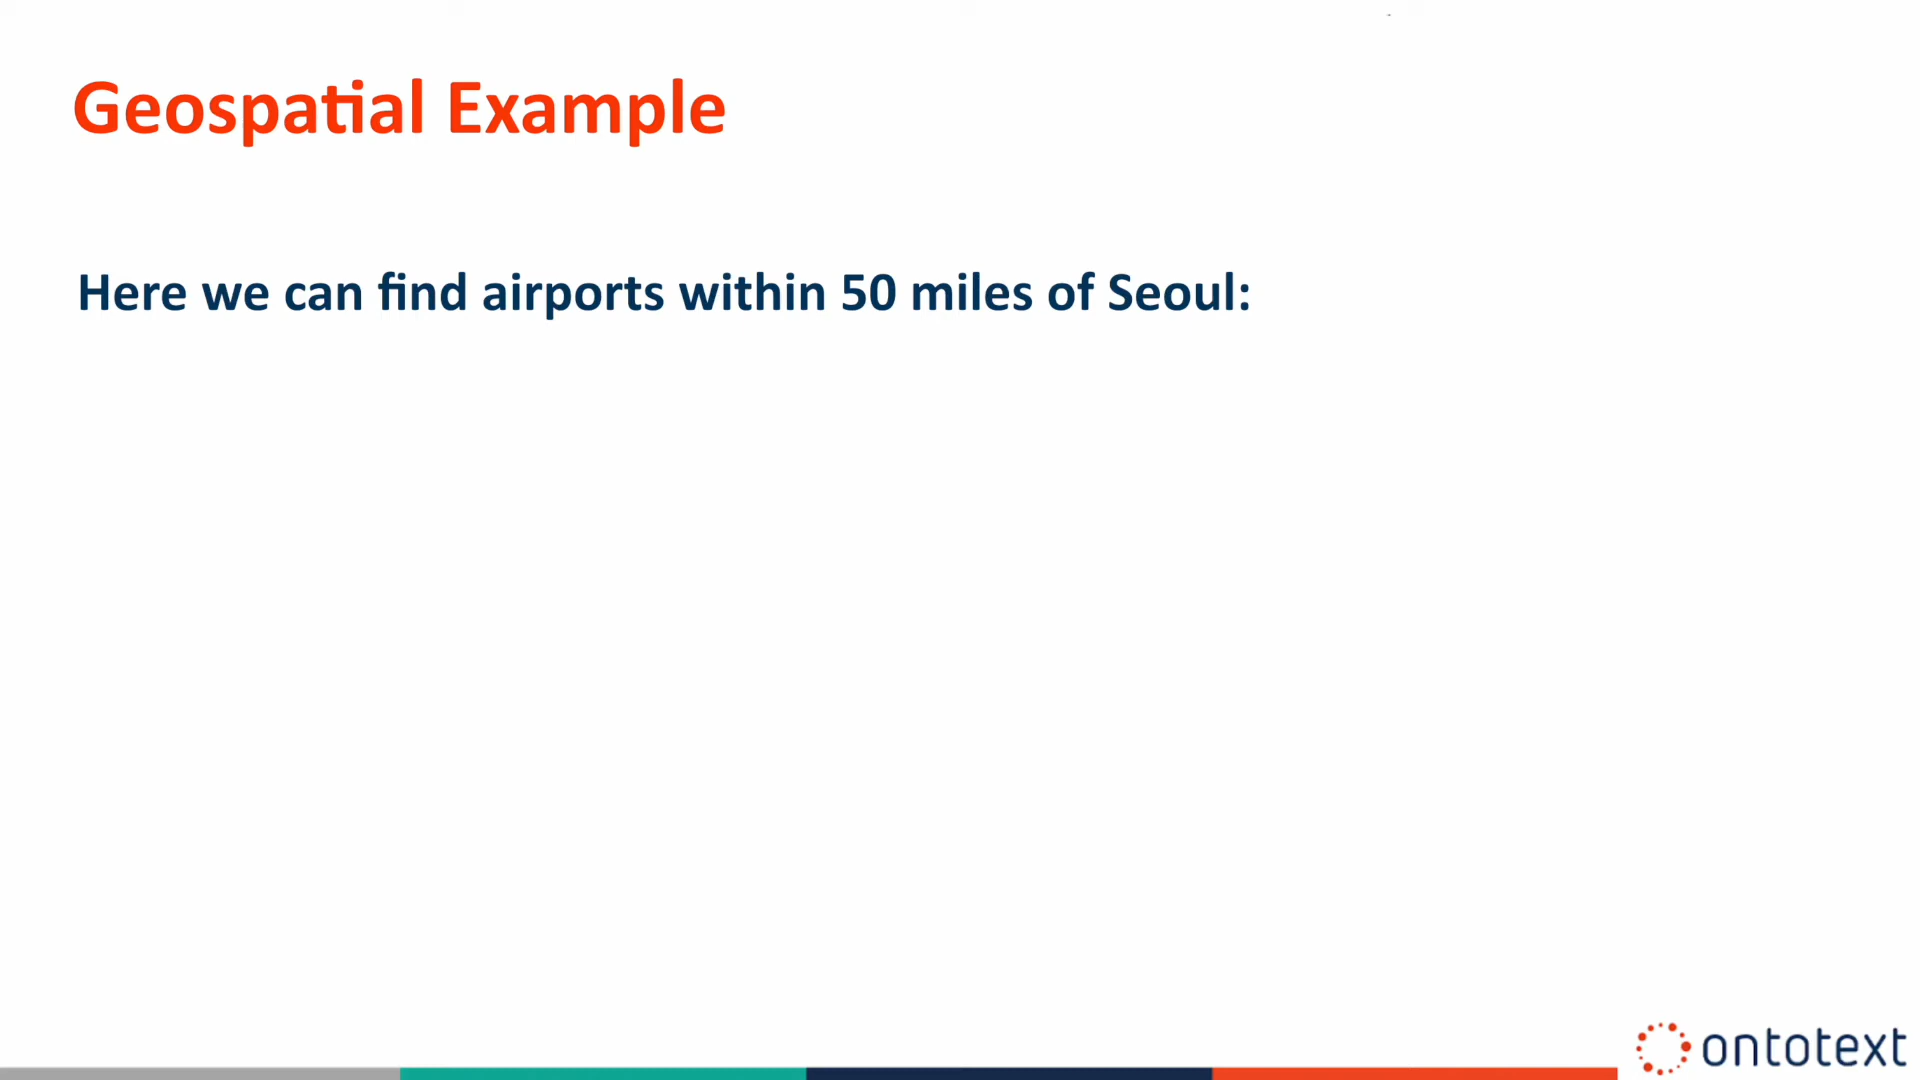 Geospatial Example
Here we can find airports within 50 miles of Seoul:
ontotext